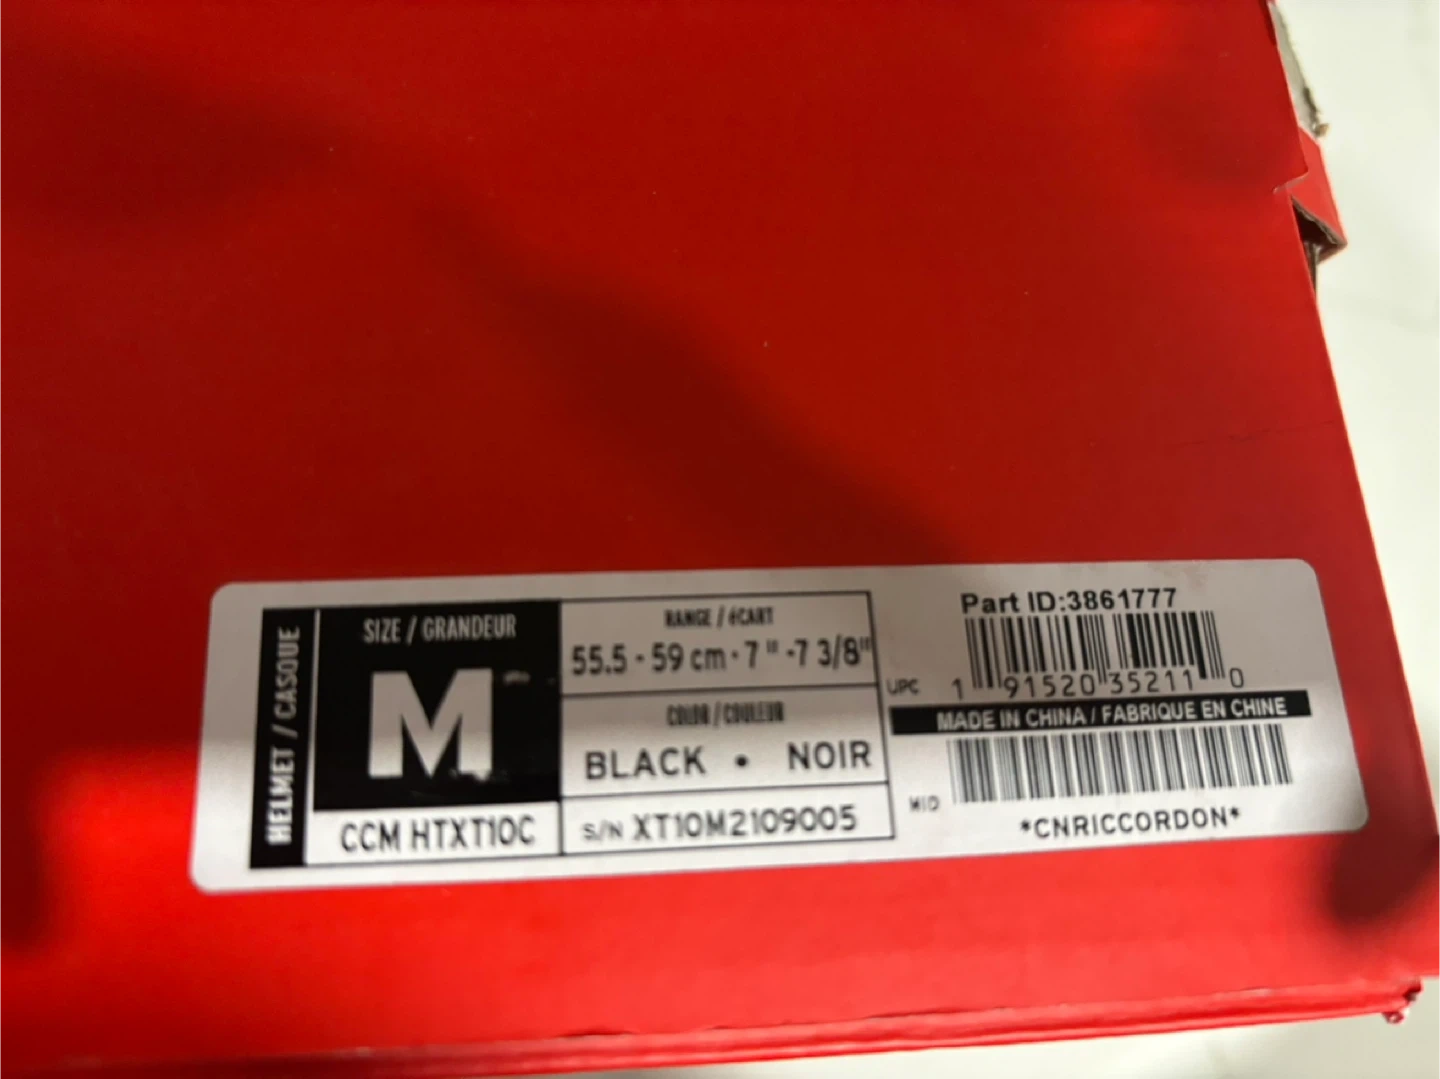 HELMET / CASQUE
SIZE / GRANDEUR
M
CCM HTXT10C
RANGE / ÉCART
55.5 - 59 cm · 7 " -7 3/8"
COLOR / COULEUR
BLACK • NOIR
S/N XT10M2109005
Part ID:3861777
UPC 1 91520 35211 0
MADE IN CHINA / FABRIQUE EN CHINE
MID
*CNRICCORDON*